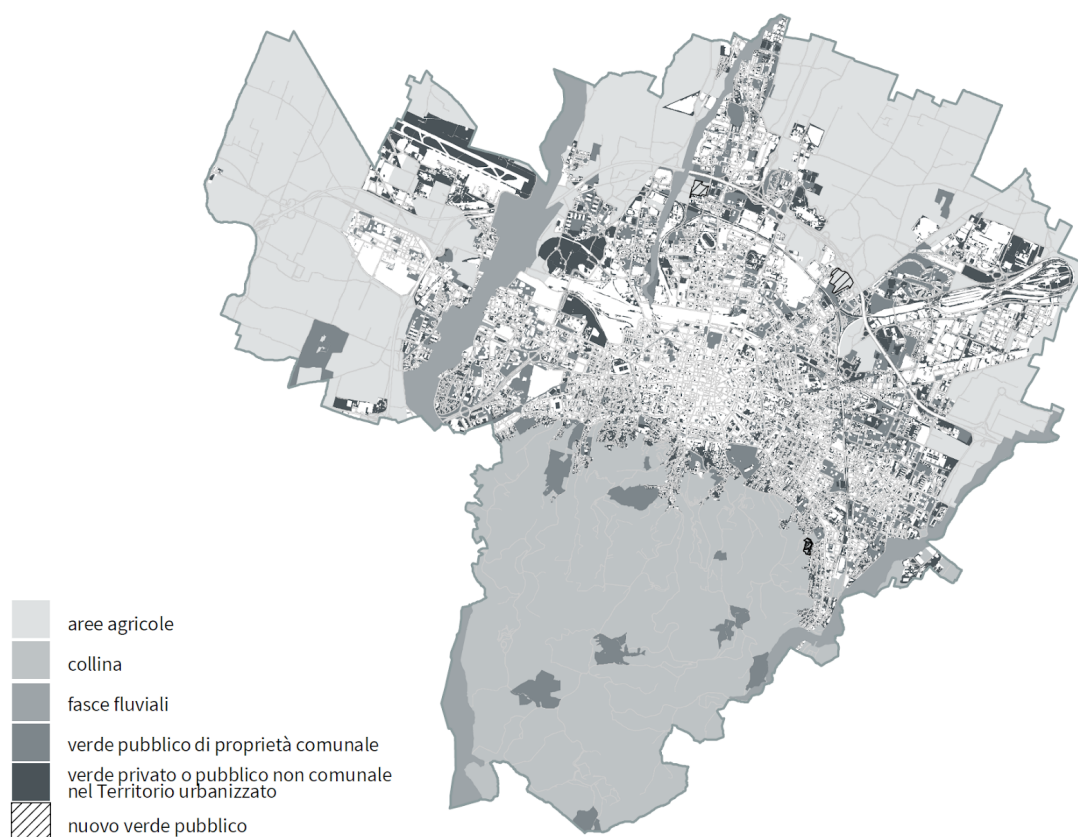 aree agricole
collina
fasce fluviali
verde pubblico di proprietà comunale
verde privato o pubblico non comunale
nel Territorio urbanizzato
nuovo verde pubblico